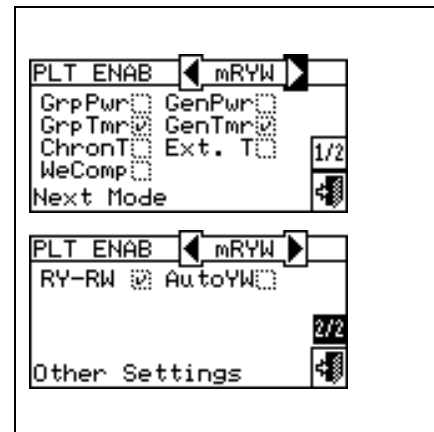 PLT ENAB mRYW
GrpPwr GenPwr
GrpTmr GenTmr
ChronT Ext. T
WeComp
1/2
Next Mode
PLT ENAB mRYW
RY-RW AutoYW
2/2
Other Settings